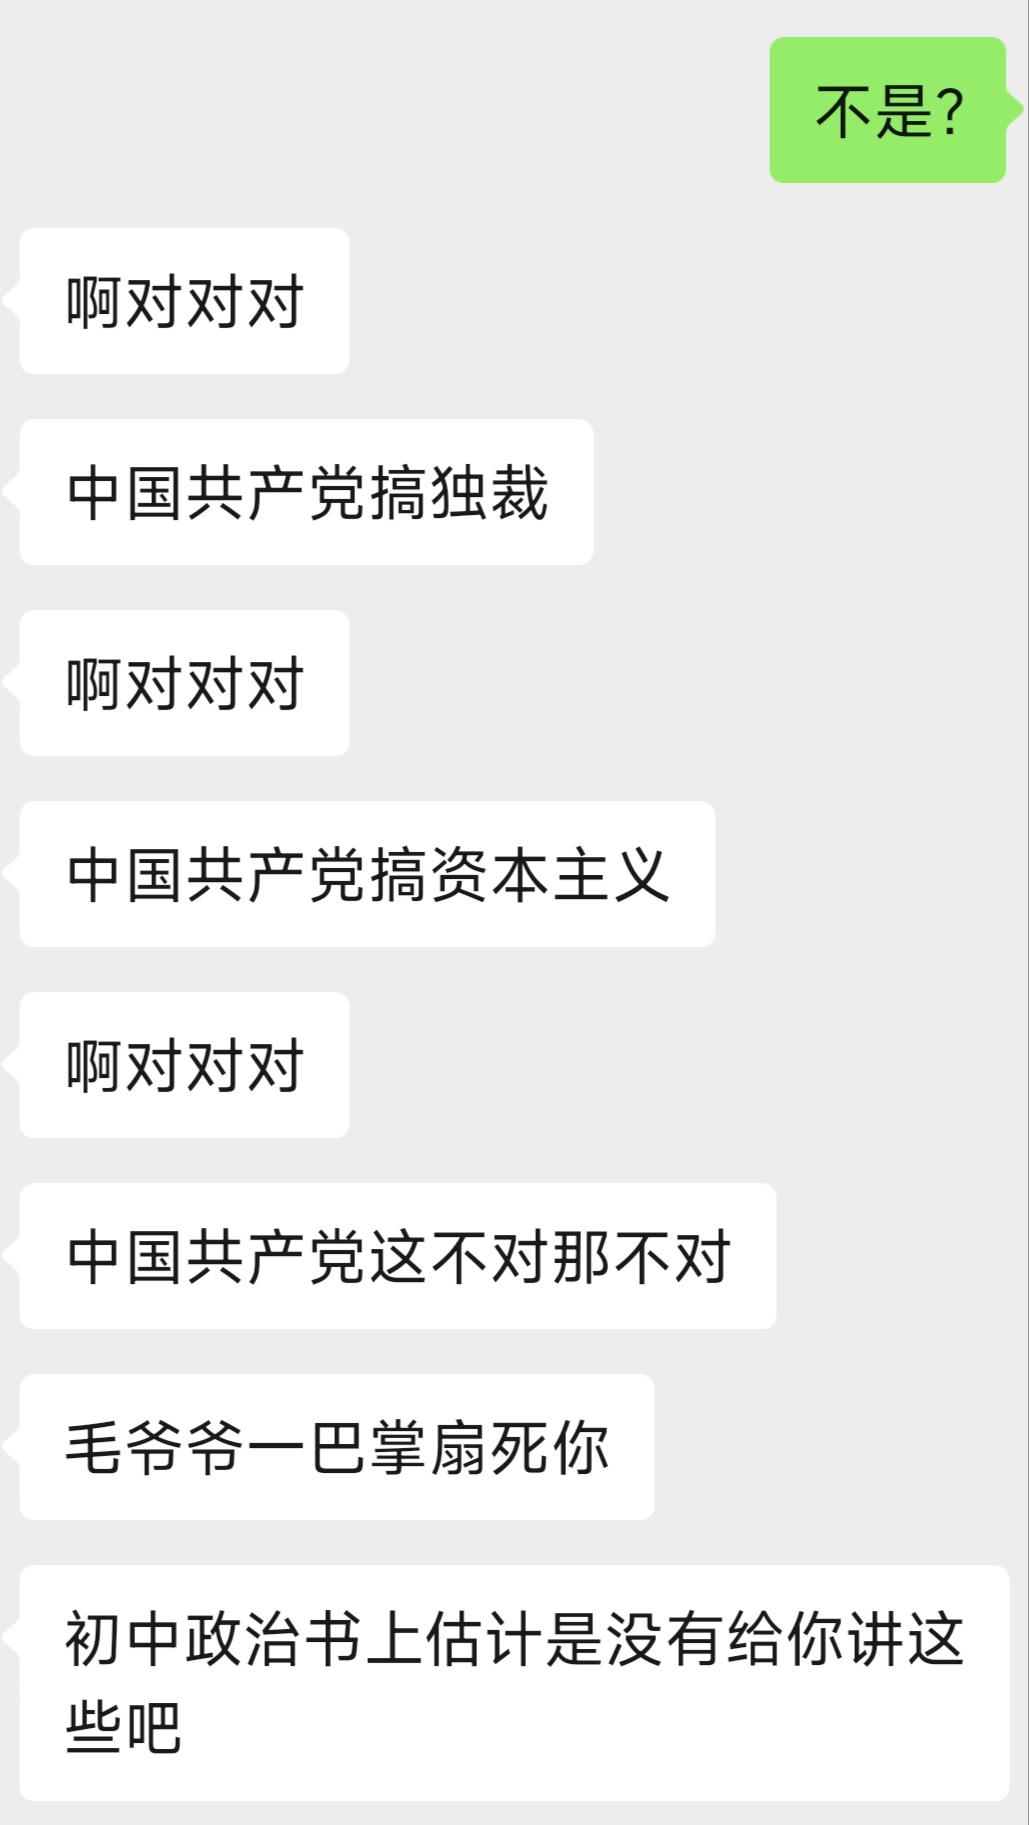 不是？
啊对对对
中国共产党搞独裁
啊对对对
中国共产党搞资本主义
啊对对对
中国共产党这不对那不对
毛爷爷一巴掌扇死你
初中政治书上估计是没有给你讲这
些吧